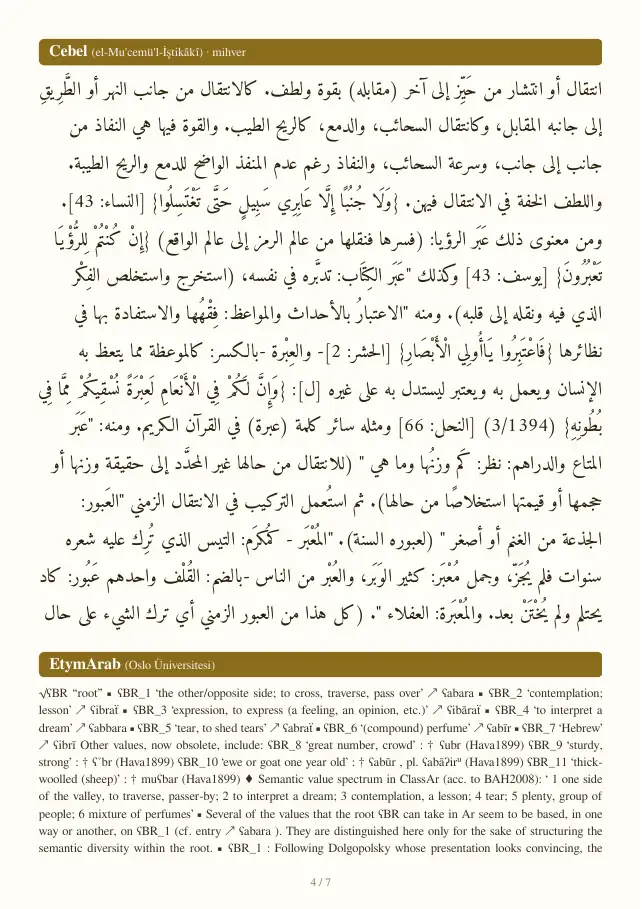 Cebel (el-Mu'cemü'l-İştikâkî) · mihver
انتقال أو انتشار من حَيِّز إلى آخر (مقابله) بقوة ولطف. كالانتقال من جانب النهر أو الطَّرِيقِ
إلى جانبه المقابل، وكانتقال السحائب، والدمع، كالريح الطيب. والقوة فيها هي النفاذ من
جانب إلى جانب، وسرعة السحائب، والنفاذ رغم عدم المنفذ الواضح للدمع والريح الطيبة.
واللطف الخفة في الانتقال فيهن. {وَلَا جُنُبًا إِلَّا عَابِرِي سَبِيلٍ حَتَّى تَغْتَسِلُوا} [النساء: 43].
ومن معنوى ذلك عَبَر الرؤيا: (فسرها فنقلها من عالم الرمز إلى عالم الواقع) {إِنْ كُنْتُمْ لِلرُّؤْيَا
تَعْبُرُونَ} [يوسف: 43] وكذلك "عَبَر الكِتَاب: تدبَّره في نفسه، (استخرج واستخلص الفِكْر
الذي فيه ونقله إلى قلبه). ومنه "الاعتبارُ بالأحداث والمواعظ: فِقْهُها والاستفادة بها في
نظائرها {فَاعْتَبِرُوا يَاأُولِي الْأَبْصَارِ} [الحشر: 2]- والعِبْرة -بالكسر: كالموعظة مما يتعظ به
الإنسان ويعمل به ويعتبر ليستدل به على غيره [ل]: {وَإِنَّ لَكُمْ فِي الْأَنْعَامِ لَعِبْرَةً نُسْقِيكُمْ مِمَّا فِي
بُطُونِهِ} (3/1394) [النحل: 66] ومثله سائر كلمة (عبرة) في القرآن الكريم. ومنه: "عَبَر
المتاع والدراهم: نظر: كَم وزنُها وما هي " (للانتقال من حالها غير المحدَّد إلى حقيقة وزنها أو
حجمها أو قيمتها استخلاصًا من حالها). ثم استُعمل التركيب في الانتقال الزمني "العَبور:
الجذعة من الغنم أو أصغر " (لعبوره السنة). "المُعْبَر - كمُكرَم: التيس الذي تُرِك عليه شعره
سنوات فلم يُجَزّ، وجمل مُعْبَر: كثير الوَبَر، والعُبْر من الناس -بالضم: القُلْف واحدهم عَبُور: كاد
يحتلم ولم يُخْتَنْ بعد. والمُعْبَرة: العفلاء ". (كل هذا من العبور الزمني أي ترك الشيء على حال
EtymArab (Oslo Üniversitesi)
√ʕBR “root” ▪ ʕBR_1 ‘the other/opposite side; to cross, traverse, pass over’ ↗ ʕabara ▪ ʕBR_2 ‘contemplation;
lesson’ ↗ ʕibraẗ ▪ ʕBR_3 ‘expression, to express (a feeling, an opinion, etc.)’ ↗ ʕibāraẗ ▪ ʕBR_4 ‘to interpret a
dream’ ↗ ʕabbara ▪ ʕBR_5 ‘tear, to shed tears’ ↗ ʕabraẗ ▪ ʕBR_6 ‘(compound) perfume’ ↗ ʕabīr ▪ ʕBR_7 ‘Hebrew’
↗ ʕibrī Other values, now obsolete, include: ʕBR_8 ‘great number, crowd’ : † ʕubr (Hava1899) ʕBR_9 ‘sturdy,
strong’ : † ʕ¨br (Hava1899) ʕBR_10 ‘ewe or goat one year old’ : † ʕabūr , pl. ʕabāʔirᵘ (Hava1899) ʕBR_11 ‘thick-
woolled (sheep)’ : † muʕbar (Hava1899) ♦ Semantic value spectrum in ClassAr (acc. to BAH2008): ‘ 1 one side
of the valley, to traverse, passer-by; 2 to interpret a dream; 3 contemplation, a lesson; 4 tear; 5 plenty, group of
people; 6 mixture of perfumes’ ▪ Several of the values that the root ʕBR can take in Ar seem to be based, in one
way or another, on ʕBR_1 (cf. entry ↗ ʕabara ). They are distinguished here only for the sake of structuring the
semantic diversity within the root. ▪ ʕBR_1 : Following Dolgopolsky whose presentation looks convincing, the
4 / 7